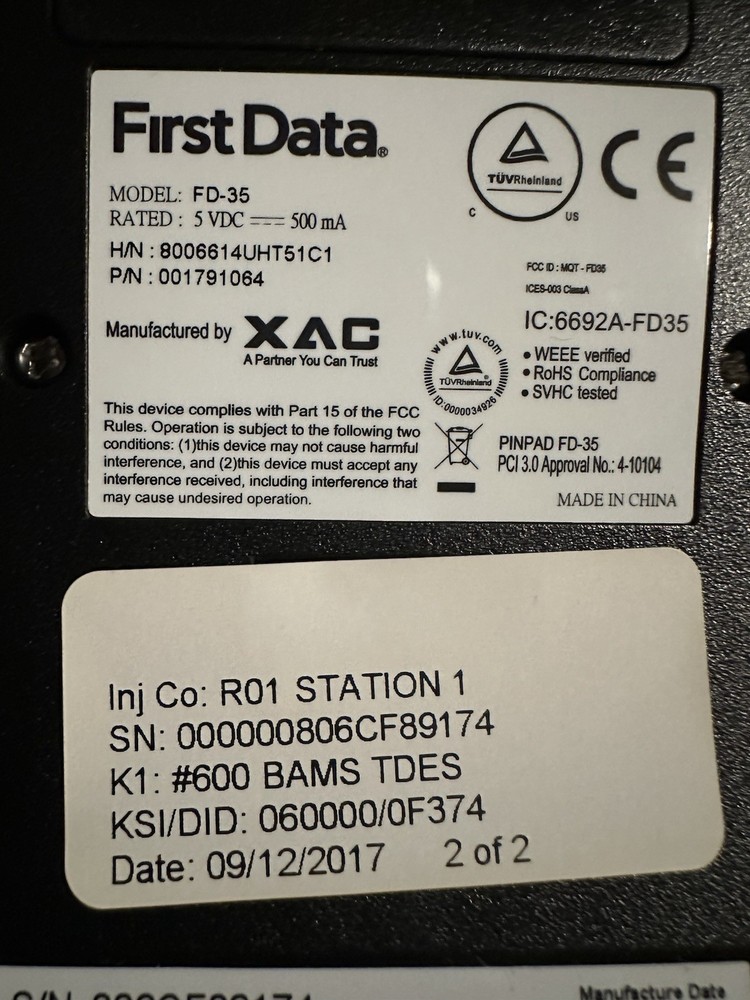 First Data®
MODEL: FD-35
RATED : 5 VDC 500 mA
H/N : 8006614UHT51C1
P/N : 001791064
TÜVRheinland
C US
CE
FCC ID : MQT - FD35
ICES-003 ClassA
IC:6692A-FD35
Manufactured by XAC
A Partner You Can Trust
www.tuv.com
TÜVRheinland®
ID:0000034926
• WEEE verified
• RoHS Compliance
• SVHC tested
This device complies with Part 15 of the FCC
Rules. Operation is subject to the following two
conditions: (1)this device may not cause harmful
interference, and (2)this device must accept any
interference received, including interference that
may cause undesired operation.
PINPAD FD-35
PCI 3.0 Approval No.: 4-10104
MADE IN CHINA
Inj Co: R01 STATION 1
SN: 000000806CF89174
K1: #600 BAMS TDES
KSI/DID: 060000/0F374
Date: 09/12/2017 2 of 2
Manufacture Date